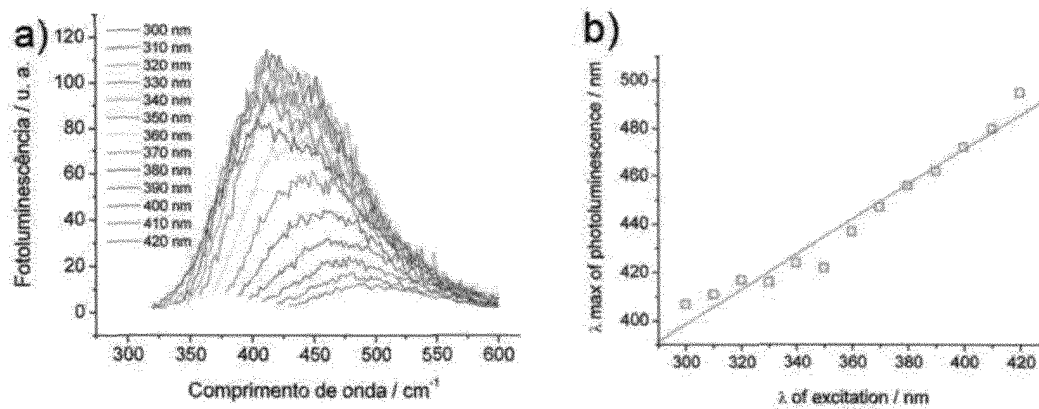 a)
Fotoluminescência / u. a.
120
100
80
60
40
20
0
300 nm
310 nm
320 nm
330 nm
340 nm
350 nm
360 nm
370 nm
380 nm
390 nm
400 nm
410 nm
420 nm
300 350 400 450 500 550 600
Comprimento de onda / cm⁻¹
b)
λ max of photoluminescence / nm
500
480
460
440
420
400
300 320 340 360 380 400 420
λ of excitation / nm